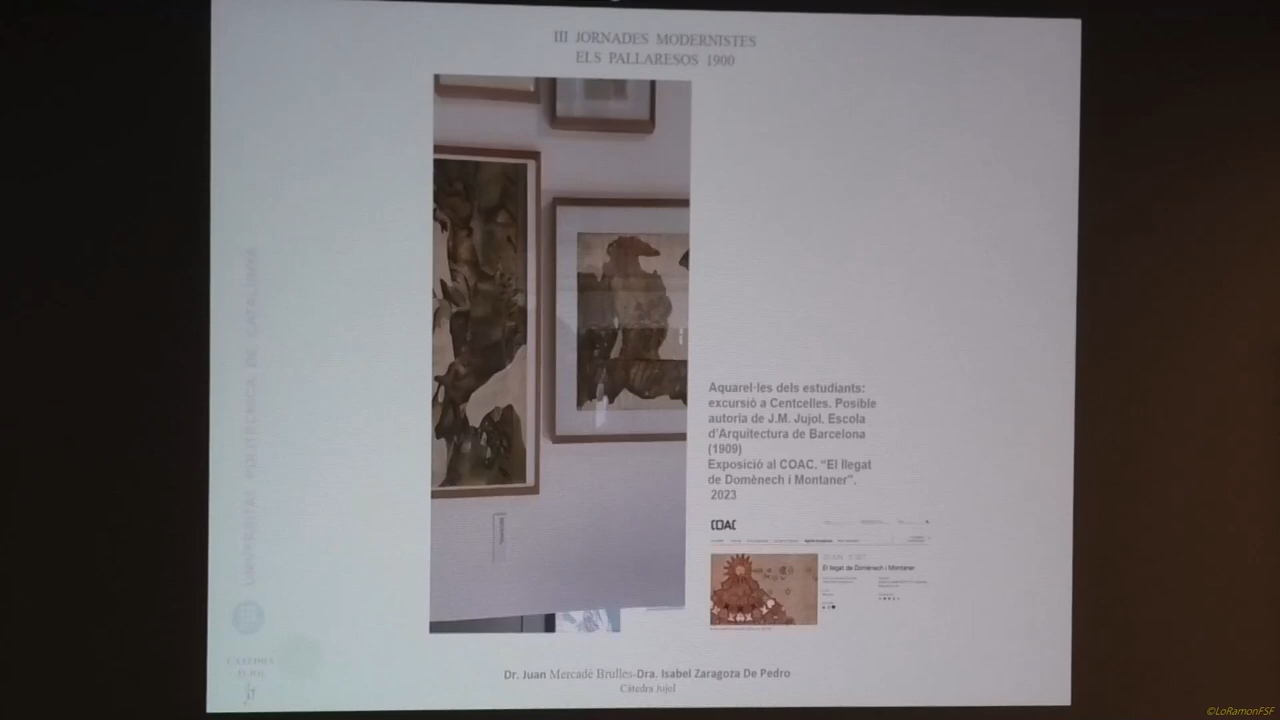 III JORNADES MODERNISTES
ELS PALLARESOS 1900
UNIVERSITAT POLITÈCNICA DE CATALUNYA
Aquarel·les dels estudiants:
excursió a Centcelles. Posible
autoria de J.M. Jujol. Escola
d'Arquitectura de Barcelona
(1909)
Exposició al COAC. "El llegat
de Domènech i Montaner".
2023
COAC
El llegat de Domènech i Montaner
CÀTEDRA
JUJOL
Dr. Juan Mercadé Brulles-Dra. Isabel Zaragoza De Pedro
Càtedra Jujol
©LoRamonFSF